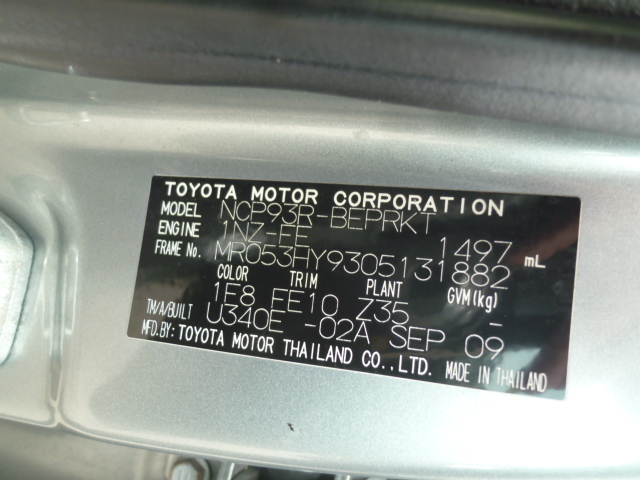 TOYOTA MOTOR CORPORATION
MODEL NCP93R-BEPRKT
ENGINE 1NZ-FE 1497 mL
FRAME No. MR053HY9305131882
COLOR TRIM PLANT GVM(kg)
1E8 FE10 Z35 -
TM/A/BUILT U340E -02A SEP 09
MFD.BY: TOYOTA MOTOR THAILAND CO.,LTD. MADE IN THAILAND